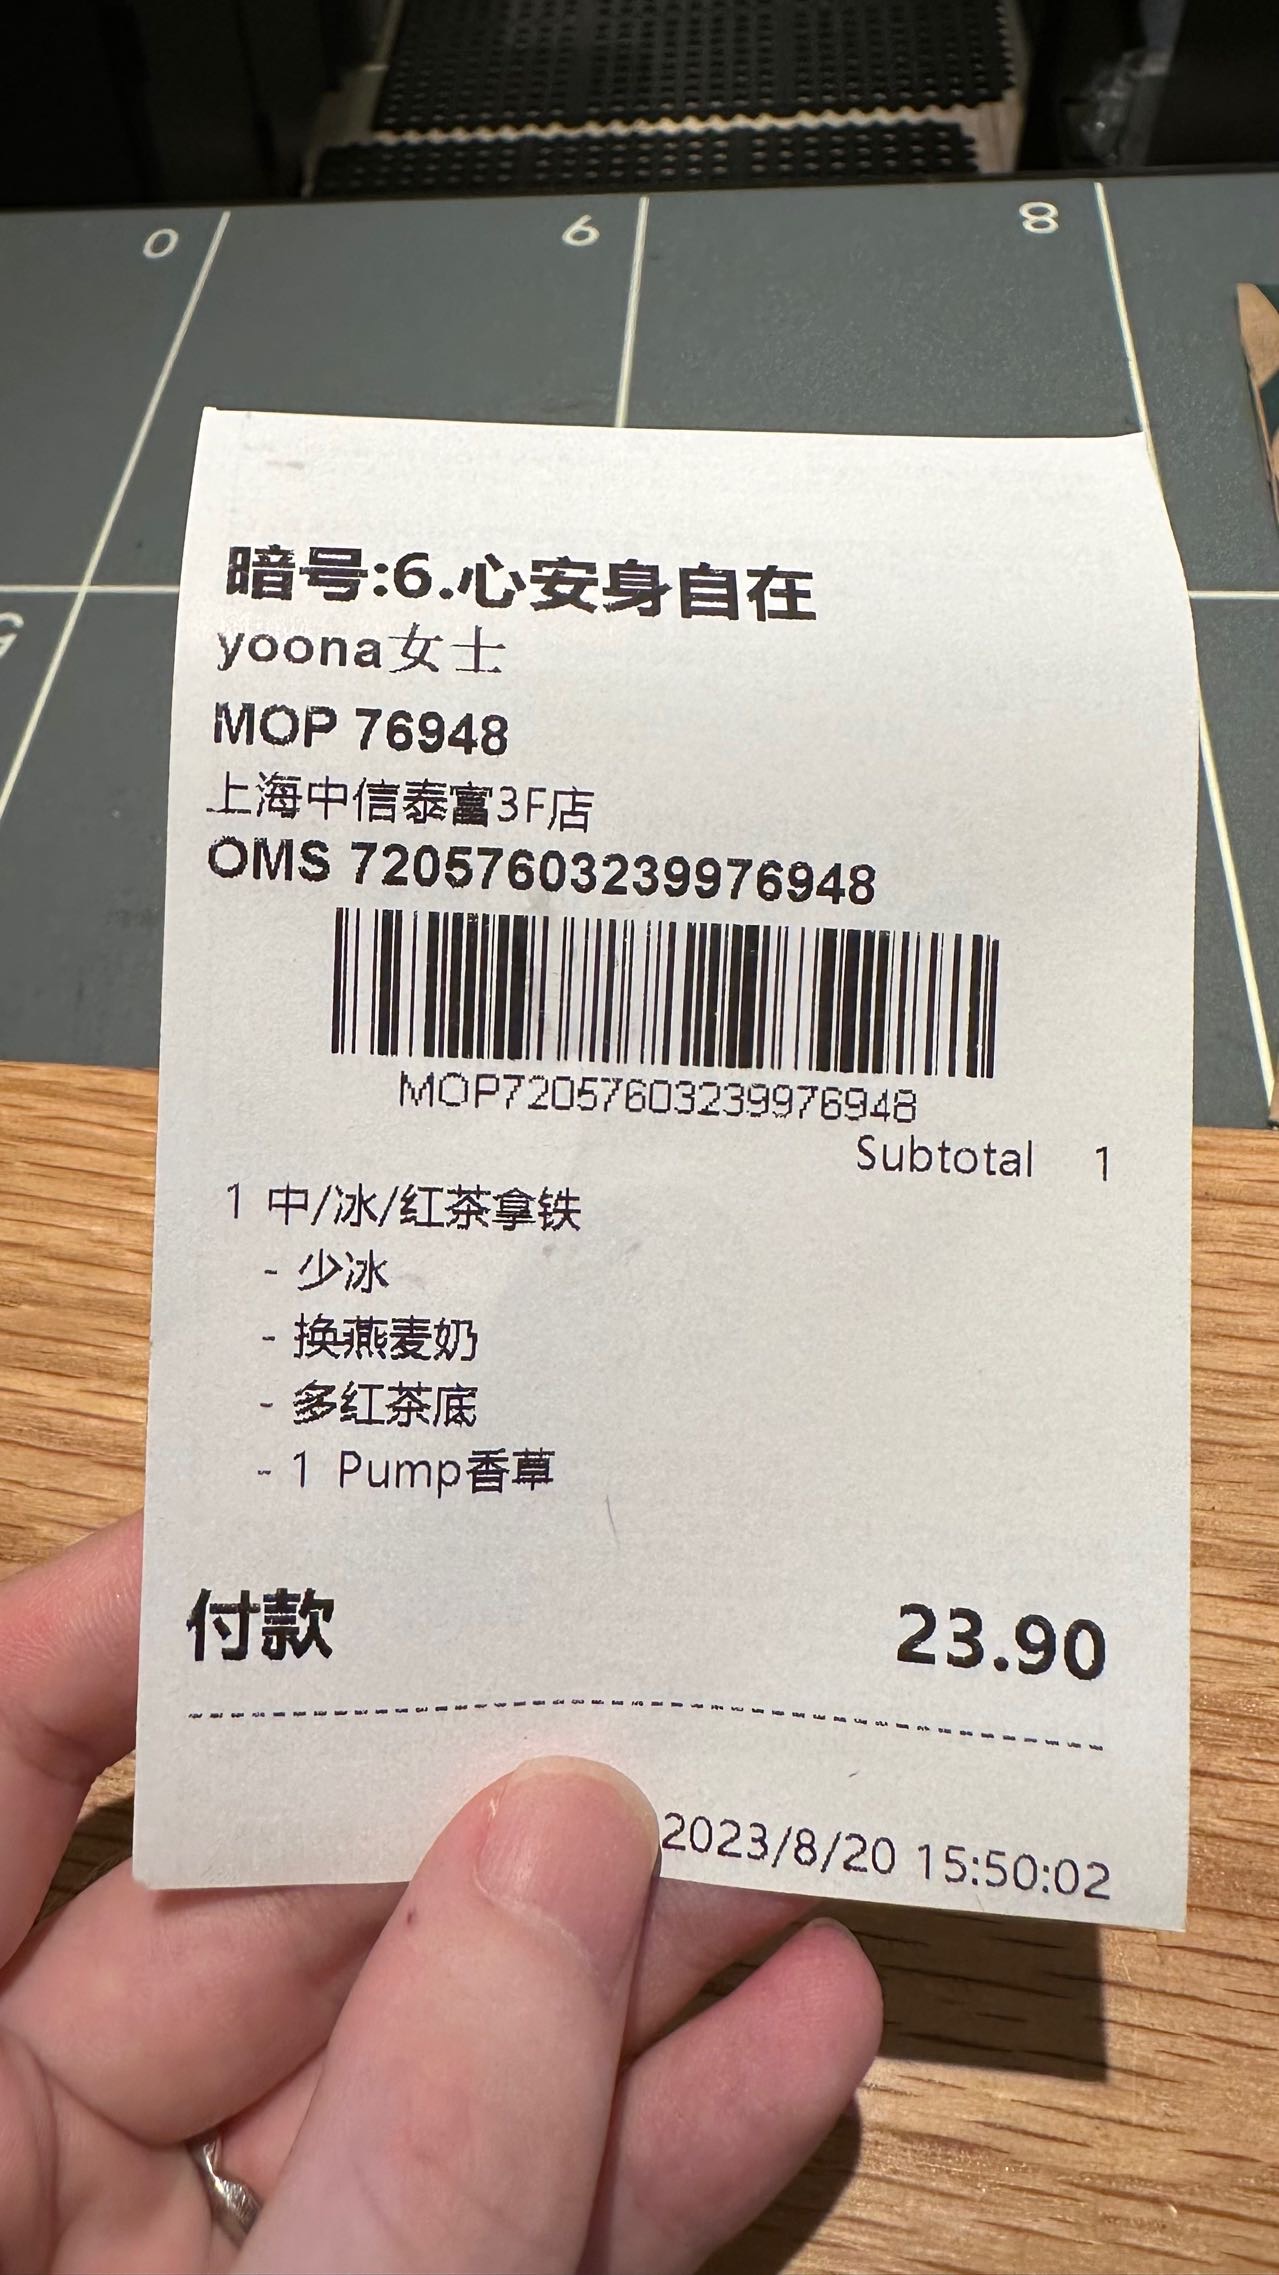 0 6 8
5
暗号:6.心安身自在
yoona女士
MOP 76948
上海中信泰富3F店
OMS 72057603239976948
MOP72057603239976948
Subtotal 1
1 中/冰/红茶拿铁
- 少冰
- 换燕麦奶
- 多红茶底
- 1 Pump香草
付款 23.90
2023/8/20 15:50:02